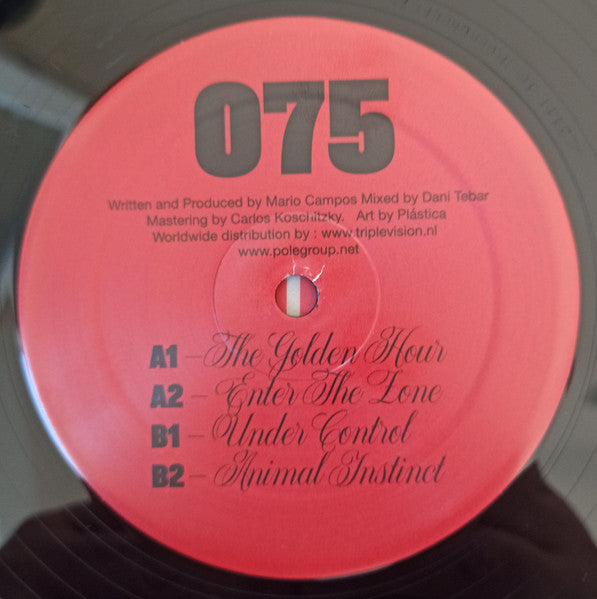 075
Written and Produced by Mario Campos Mixed by Dani Tebar
Mastering by Carlos Koschitzky. Art by Plástica
Worldwide distribution by : www.triplevision.nl
www.polegroup.net
A1 – The Golden Hour
A2 – Enter The Zone
B1 – Under Control
B2 – Animal Instinct